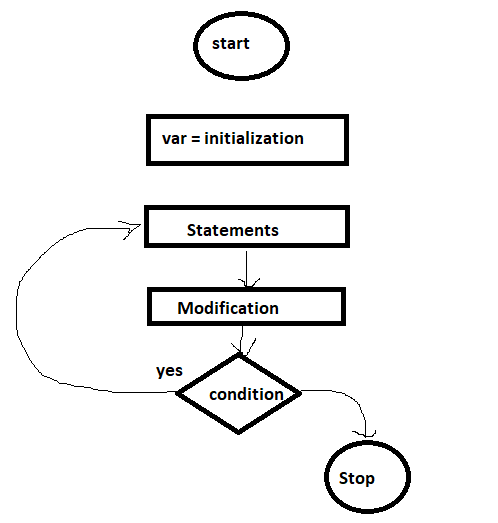 start
var = initialization
Statements
Modification
yes
condition
Stop